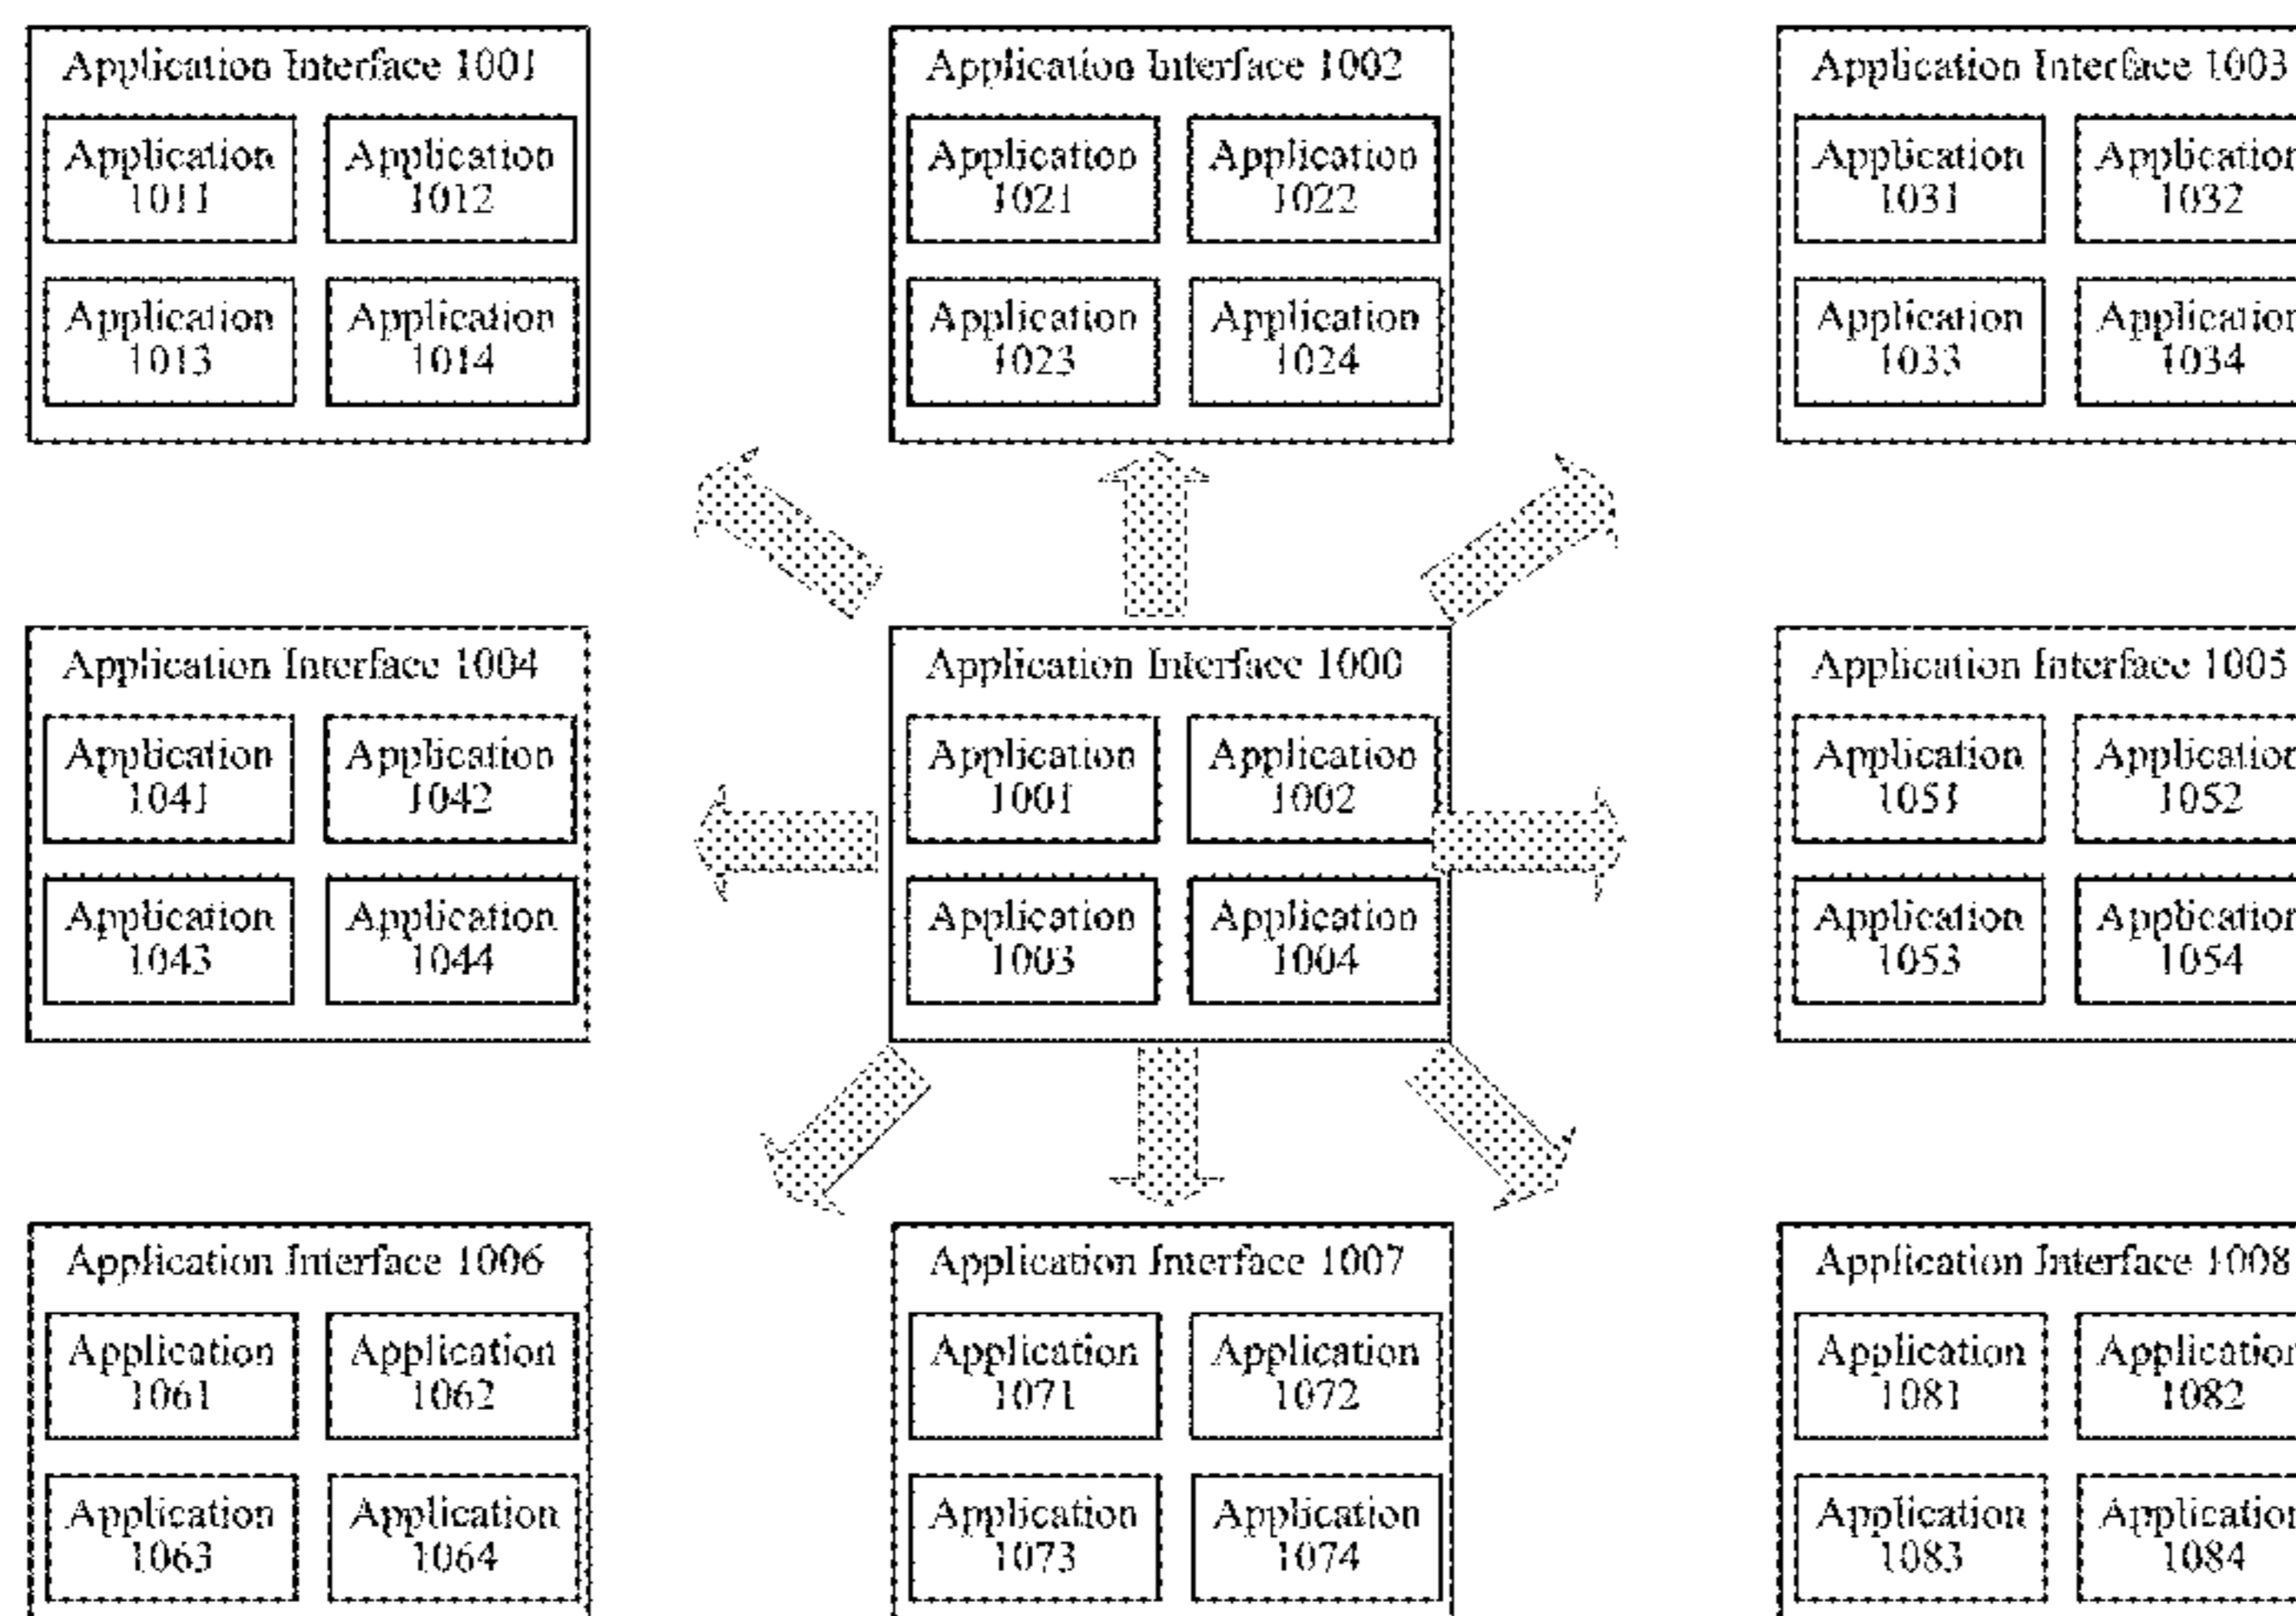 Application Interface 1001
Application
1011
Application
1012
Application
1013
Application
1014
Application Interface 1002
Application
1021
Application
1022
Application
1023
Application
1024
Application Interface 1003
Application
1031
Application
1032
Application
1033
Application
1034
Application Interface 1004
Application
1041
Application
1042
Application
1043
Application
1044
Application Interface 1000
Application
1001
Application
1002
Application
1003
Application
1004
Application Interface 1005
Application
1051
Application
1052
Application
1053
Application
1054
Application Interface 1006
Application
1061
Application
1062
Application
1063
Application
1064
Application Interface 1007
Application
1071
Application
1072
Application
1073
Application
1074
Application Interface 1008
Application
1081
Application
1082
Application
1083
Application
1084